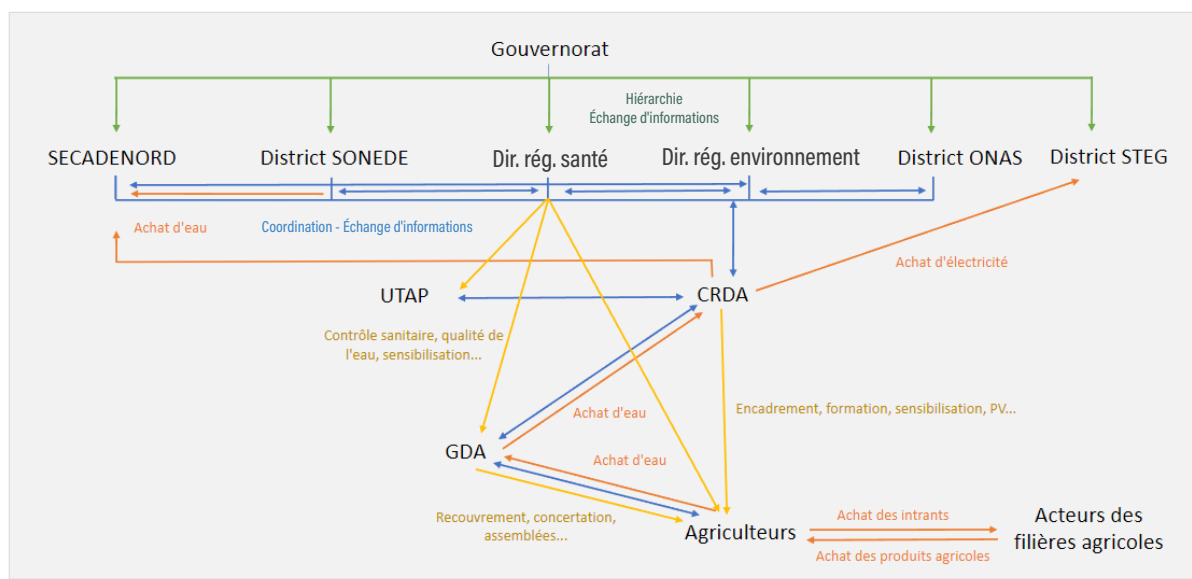 Gouvernorat
Hiérarchie
Échange d'informations
SECADENORD
District SONEDE
Dir. rég. santé
Dir. rég. environnement
District ONAS
District STEG
Achat d'eau
Coordination - Échange d'informations
Achat d'électricité
UTAP
CRDA
Contrôle sanitaire, qualité de
l'eau, sensibilisation...
Achat d'eau
Encadrement, formation, sensibilisation, PV...
GDA
Achat d'eau
Recouvrement, concertation,
assemblées...
Agriculteurs
Achat des intrants
Achat des produits agricoles
Acteurs des
filières agricoles